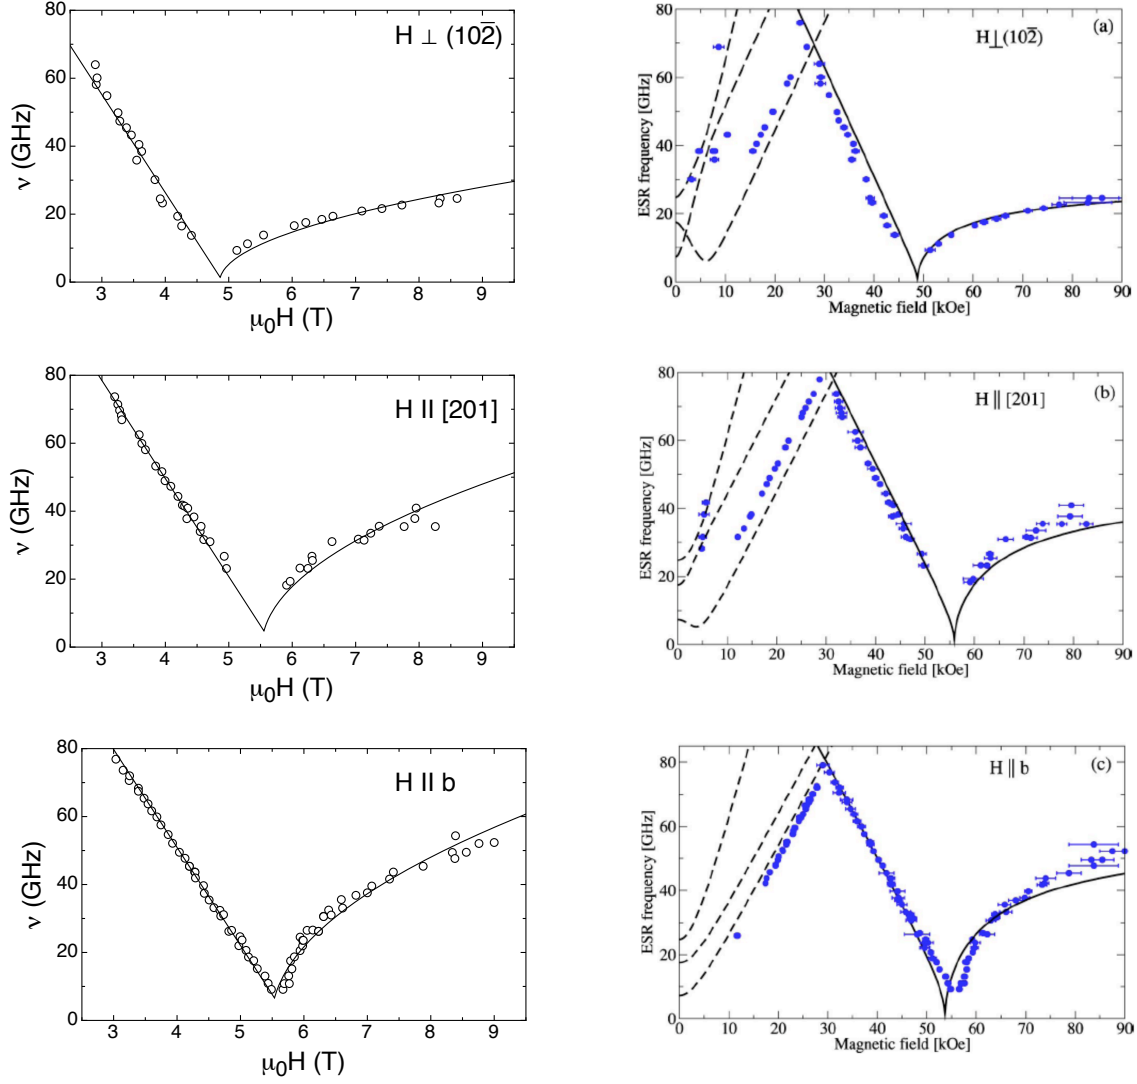 80
60
40
20
0
3 4 5 6 7 8 9
ν (GHz)
μ₀H (T)
H ⊥ (102̅)
80
60
40
20
0
0 10 20 30 40 50 60 70 80 90
ESR frequency [GHz]
Magnetic field [kOe]
H⊥(102̅)
(a)
80
60
40
20
0
3 4 5 6 7 8 9
ν (GHz)
μ₀H (T)
H II [201]
80
60
40
20
0
0 10 20 30 40 50 60 70 80 90
ESR frequency [GHz]
Magnetic field [kOe]
H || [201]
(b)
80
60
40
20
0
3 4 5 6 7 8 9
ν (GHz)
μ₀H (T)
H II b
80
60
40
20
0
0 10 20 30 40 50 60 70 80 90
ESR frequency [GHz]
Magnetic field [kOe]
H || b
(c)